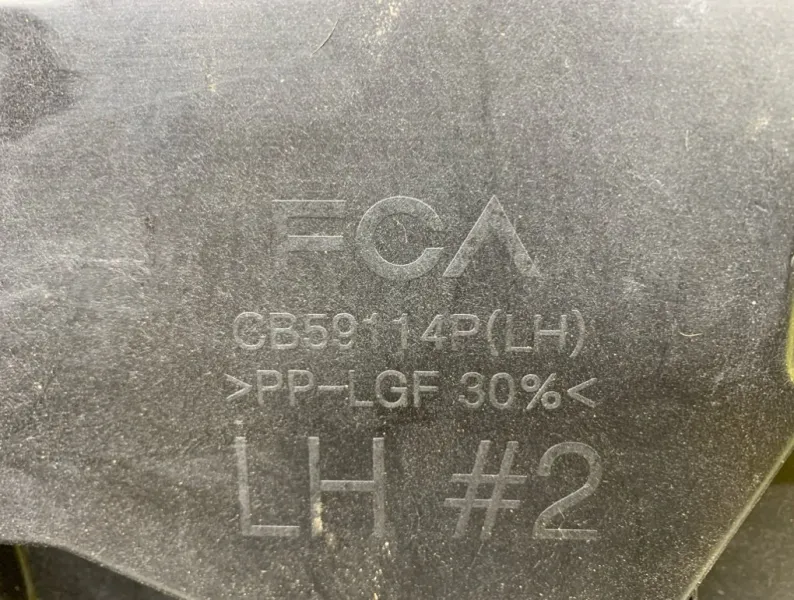 FCA
CB59114P(LH)
>PP-LGF 30%<
LH #2